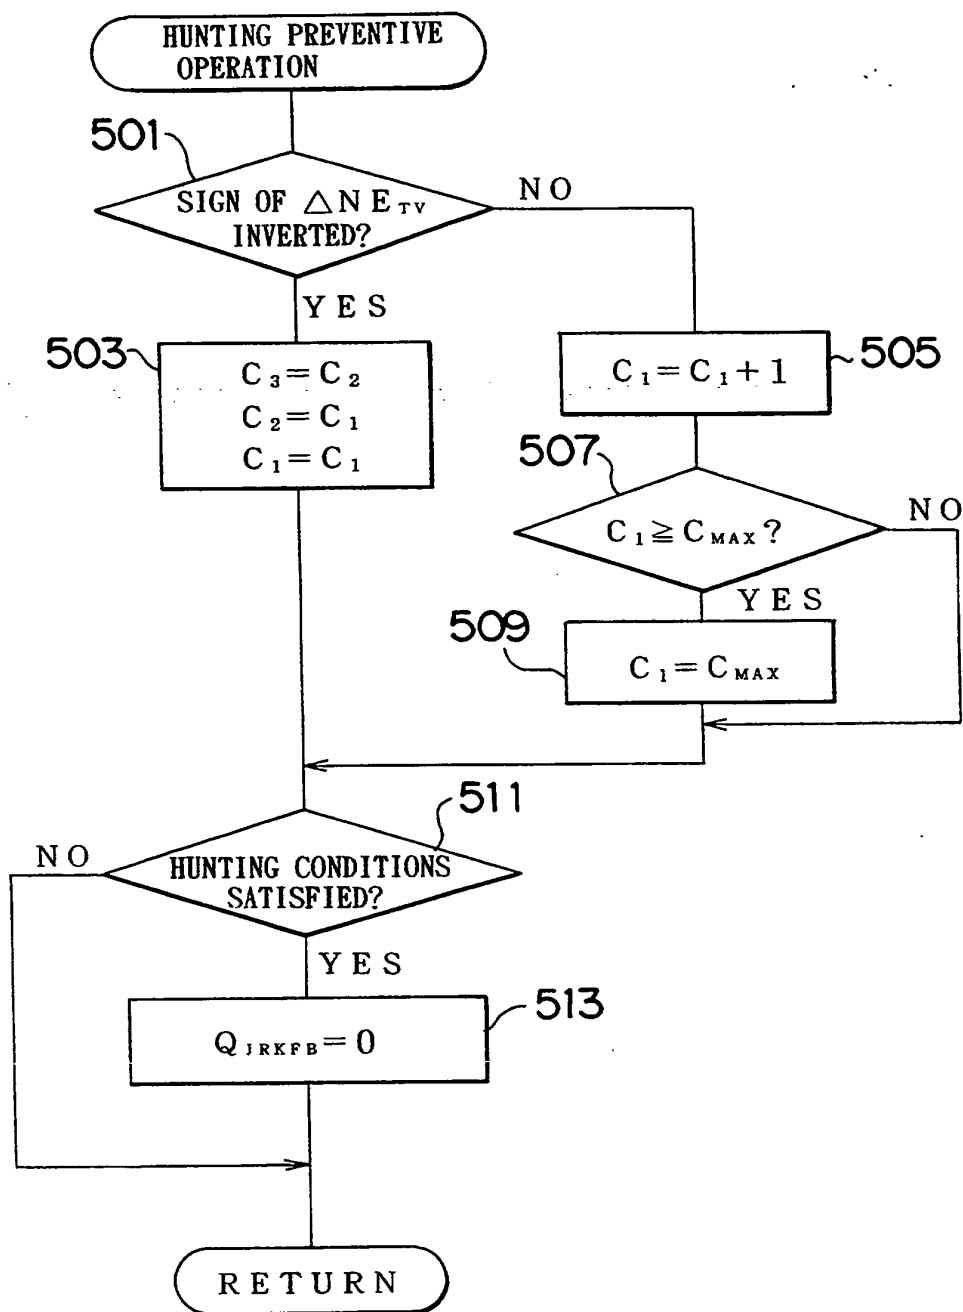 HUNTING PREVENTIVE
OPERATION
501
SIGN OF △NE_TV
INVERTED?
NO
YES
503
C₃=C₂
C₂=C₁
C₁=C₁
505
C₁=C₁+1
507
C₁≧C_MAX?
NO
YES
509
C₁=C_MAX
511
HUNTING CONDITIONS
SATISFIED?
NO
YES
513
Q_JRKFB=0
RETURN